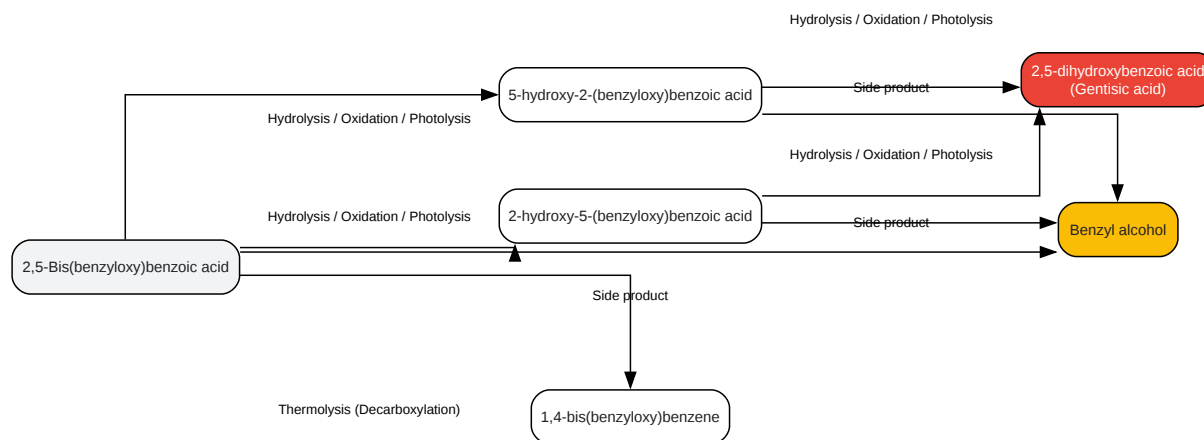 Hydrolysis / Oxidation / Photolysis
2,5-dihydroxybenzoic acid
(Gentisic acid)
5-hydroxy-2-(benzyloxy)benzoic acid
Side product
Hydrolysis / Oxidation / Photolysis
Hydrolysis / Oxidation / Photolysis
2-hydroxy-5-(benzyloxy)benzoic acid
Hydrolysis / Oxidation / Photolysis
Side product
Benzyl alcohol
2,5-Bis(benzyloxy)benzoic acid
Side product
Thermolysis (Decarboxylation)
1,4-bis(benzyloxy)benzene